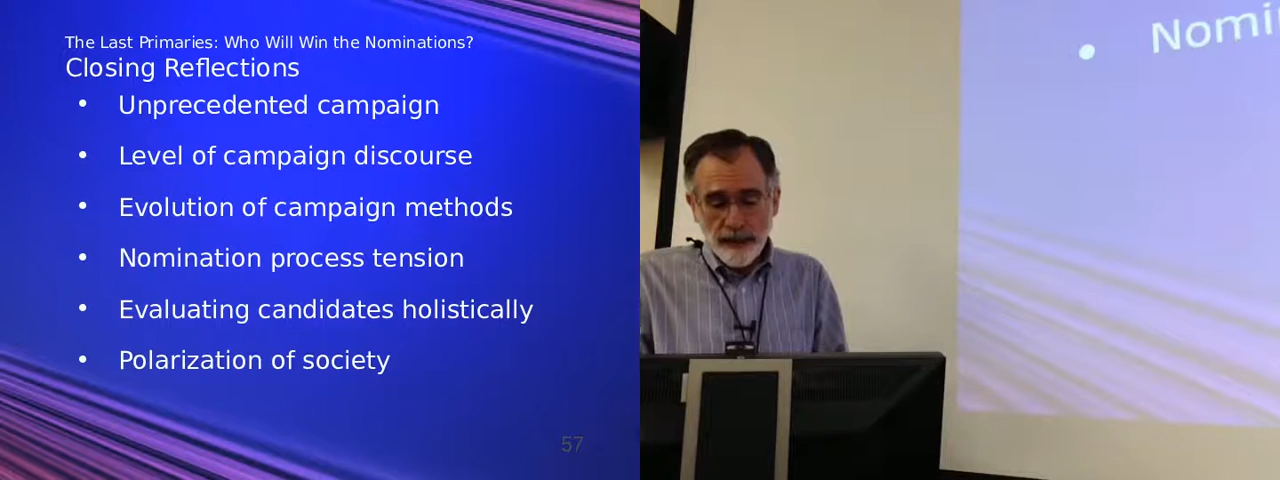 The Last Primaries: Who Will Win the Nominations?
Closing Reflections
• Unprecedented campaign
• Level of campaign discourse
• Evolution of campaign methods
• Nomination process tension
• Evaluating candidates holistically
• Polarization of society
57
• Nomi